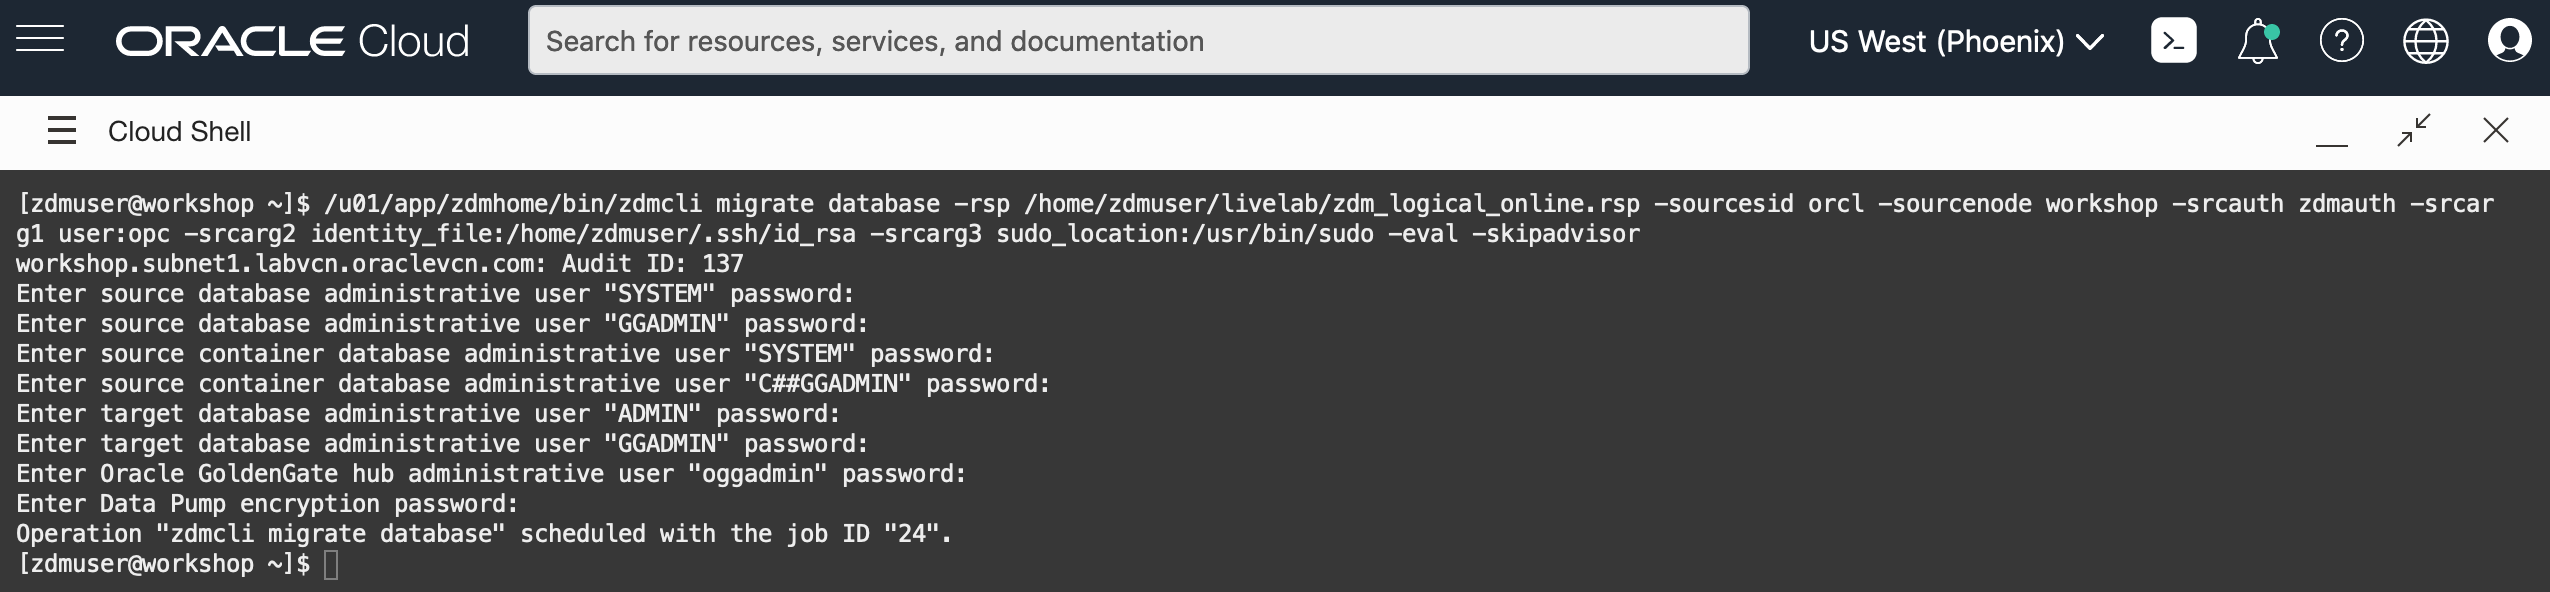 ORACLE Cloud
Search for resources, services, and documentation
US West (Phoenix)
Cloud Shell
[zdmuser@workshop ~]$ /u01/app/zdmhome/bin/zdmcli migrate database -rsp /home/zdmuser/livelab/zdm_logical_online.rsp -sourcesid orcl -sourcenode workshop -srcauth zdmauth -srcar
g1 user:opc -srcarg2 identity_file:/home/zdmuser/.ssh/id_rsa -srcarg3 sudo_location:/usr/bin/sudo -eval -skipadvisor
workshop.subnet1.labvcn.oraclevcn.com: Audit ID: 137
Enter source database administrative user "SYSTEM" password:
Enter source database administrative user "GGADMIN" password:
Enter source container database administrative user "SYSTEM" password:
Enter source container database administrative user "C##GGADMIN" password:
Enter target database administrative user "ADMIN" password:
Enter target database administrative user "GGADMIN" password:
Enter Oracle GoldenGate hub administrative user "oggadmin" password:
Enter Data Pump encryption password:
Operation "zdmcli migrate database" scheduled with the job ID "24".
[zdmuser@workshop ~]$